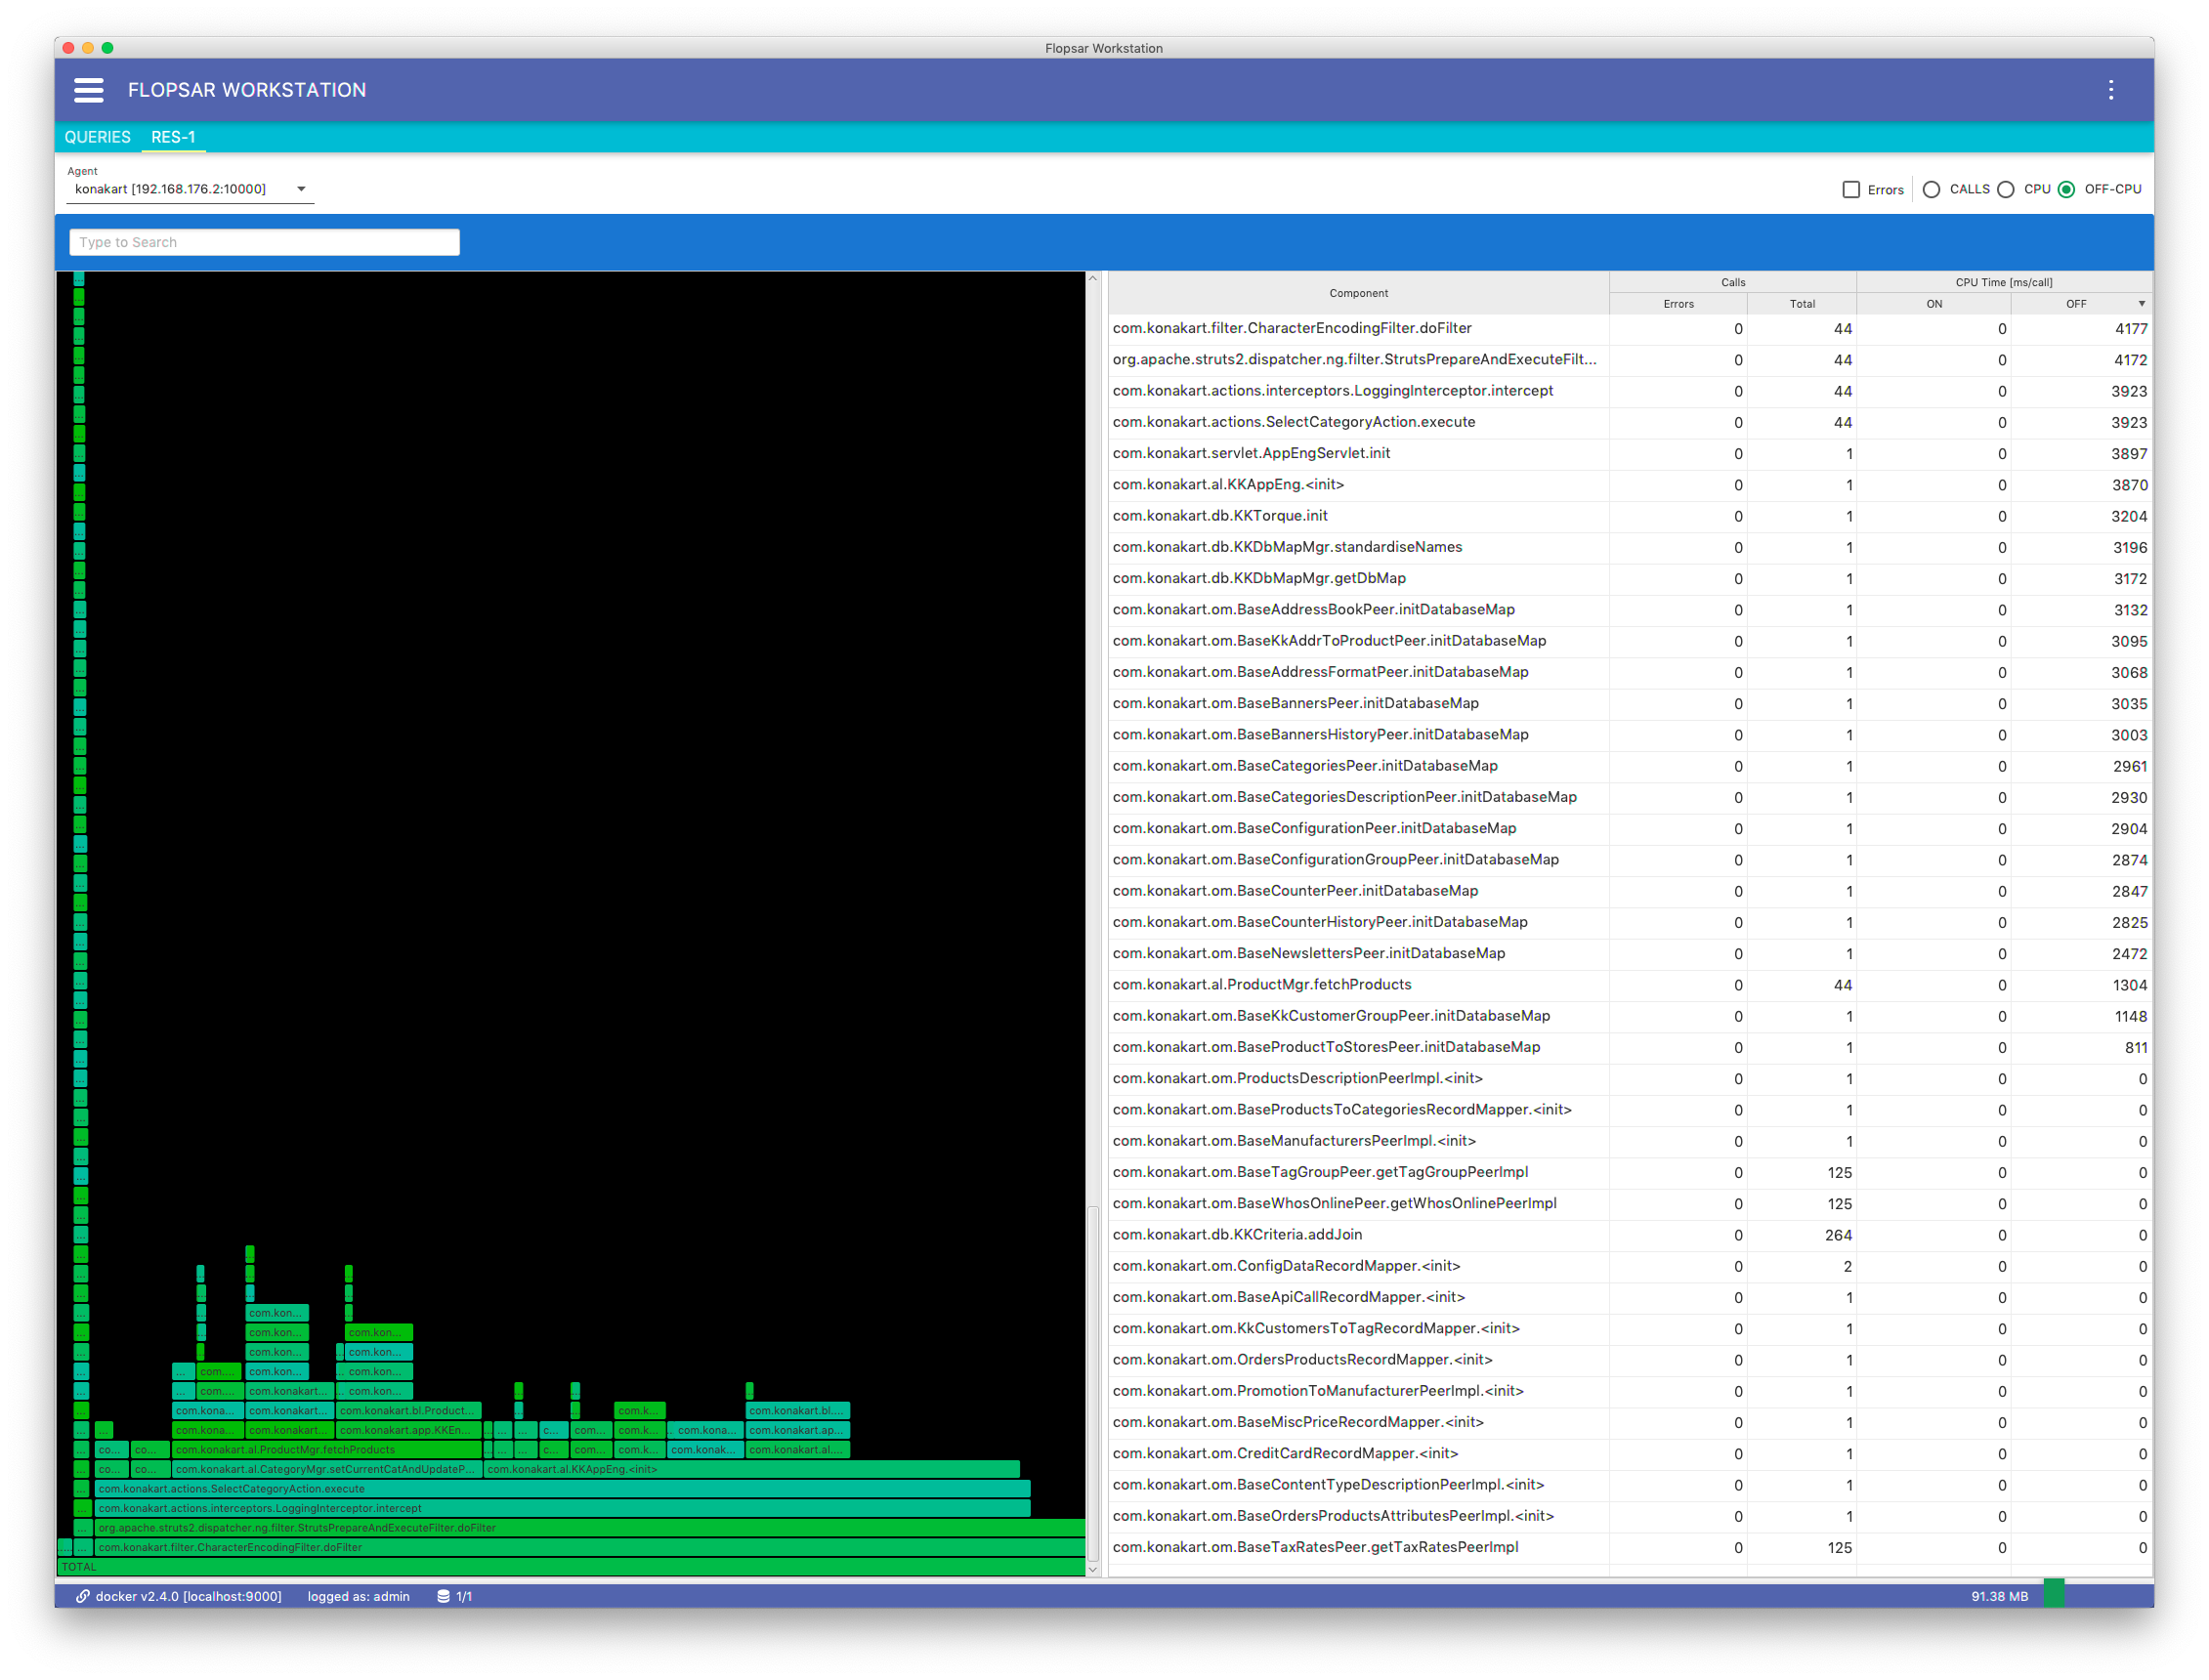 Flopsar Workstation
FLOPSAR WORKSTATION
QUERIES RES-1
Agent
konakart [192.168.176.2:10000]
Errors CALLS CPU OFF-CPU
Type to Search
Component Calls CPU Time [ms/call]
Errors Total ON OFF
com.konakart.filter.CharacterEncodingFilter.doFilter 0 44 0 4177
org.apache.struts2.dispatcher.ng.filter.StrutsPrepareAndExecuteFilt... 0 44 0 4172
com.konakart.actions.interceptors.LoggingInterceptor.intercept 0 44 0 3923
com.konakart.actions.SelectCategoryAction.execute 0 44 0 3923
com.konakart.servlet.AppEngServlet.init 0 1 0 3897
com.konakart.al.KKAppEng.<init> 0 1 0 3870
com.konakart.db.KKTorque.init 0 1 0 3204
com.konakart.db.KKDbMapMgr.standardiseNames 0 1 0 3196
com.konakart.db.KKDbMapMgr.getDbMap 0 1 0 3172
com.konakart.om.BaseAddressBookPeer.initDatabaseMap 0 1 0 3132
com.konakart.om.BaseKkAddrToProductPeer.initDatabaseMap 0 1 0 3095
com.konakart.om.BaseAddressFormatPeer.initDatabaseMap 0 1 0 3068
com.konakart.om.BaseBannersPeer.initDatabaseMap 0 1 0 3035
com.konakart.om.BaseBannersHistoryPeer.initDatabaseMap 0 1 0 3003
com.konakart.om.BaseCategoriesPeer.initDatabaseMap 0 1 0 2961
com.konakart.om.BaseCategoriesDescriptionPeer.initDatabaseMap 0 1 0 2930
com.konakart.om.BaseConfigurationPeer.initDatabaseMap 0 1 0 2904
com.konakart.om.BaseConfigurationGroupPeer.initDatabaseMap 0 1 0 2874
com.konakart.om.BaseCounterPeer.initDatabaseMap 0 1 0 2847
com.konakart.om.BaseCounterHistoryPeer.initDatabaseMap 0 1 0 2825
com.konakart.om.BaseNewslettersPeer.initDatabaseMap 0 1 0 2472
com.konakart.al.ProductMgr.fetchProducts 0 44 0 1304
com.konakart.om.BaseKkCustomerGroupPeer.initDatabaseMap 0 1 0 1148
com.konakart.om.BaseProductToStoresPeer.initDatabaseMap 0 1 0 811
com.konakart.om.ProductsDescriptionPeerImpl.<init> 0 1 0 0
com.konakart.om.BaseProductsToCategoriesRecordMapper.<init> 0 1 0 0
com.konakart.om.BaseManufacturersPeerImpl.<init> 0 1 0 0
com.konakart.om.BaseTagGroupPeer.getTagGroupPeerImpl 0 125 0 0
com.konakart.om.BaseWhosOnlinePeer.getWhosOnlinePeerImpl 0 125 0 0
com.konakart.db.KKCriteria.addJoin 0 264 0 0
com.konakart.om.ConfigDataRecordMapper.<init> 0 2 0 0
com.konakart.om.BaseApiCallRecordMapper.<init> 0 1 0 0
com.konakart.om.KkCustomersToTagRecordMapper.<init> 0 1 0 0
com.konakart.om.OrdersProductsRecordMapper.<init> 0 1 0 0
com.konakart.om.PromotionToManufacturerPeerImpl.<init> 0 1 0 0
com.konakart.om.BaseMiscPriceRecordMapper.<init> 0 1 0 0
com.konakart.om.CreditCardRecordMapper.<init> 0 1 0 0
com.konakart.om.BaseContentTypeDescriptionPeerImpl.<init> 0 1 0 0
com.konakart.om.BaseOrdersProductsAttributesPeerImpl.<init> 0 1 0 0
com.konakart.om.BaseTaxRatesPeer.getTaxRatesPeerImpl 0 125 0 0
com.kon...
com.kon... com.kon...
com.kon... com.kon...
com.... com.kon... com.kon...
com.... com.konakart... com.kon...
com.kona... com.konakart... com.konakart.bl.Product... com.k... com.konakart.bl....
com.kona... com.konakart... com.konakart.app.KKEn... c... com... com.k... com.kona... com.konakart.ap...
co... co... com.konakart.al.ProductMgr.fetchProducts c... com... com.k... com.konak... com.konakart.al....
co... co... com.konakart.al.CategoryMgr.setCurrentCatAndUpdateP... com.konakart.al.KKAppEng.<init>
com.konakart.actions.SelectCategoryAction.execute
com.konakart.actions.interceptors.LoggingInterceptor.intercept
org.apache.struts2.dispatcher.ng.filter.StrutsPrepareAndExecuteFilter.doFilter
com.konakart.filter.CharacterEncodingFilter.doFilter
TOTAL
docker v2.4.0 [localhost:9000] logged as: admin 1/1 91.38 MB